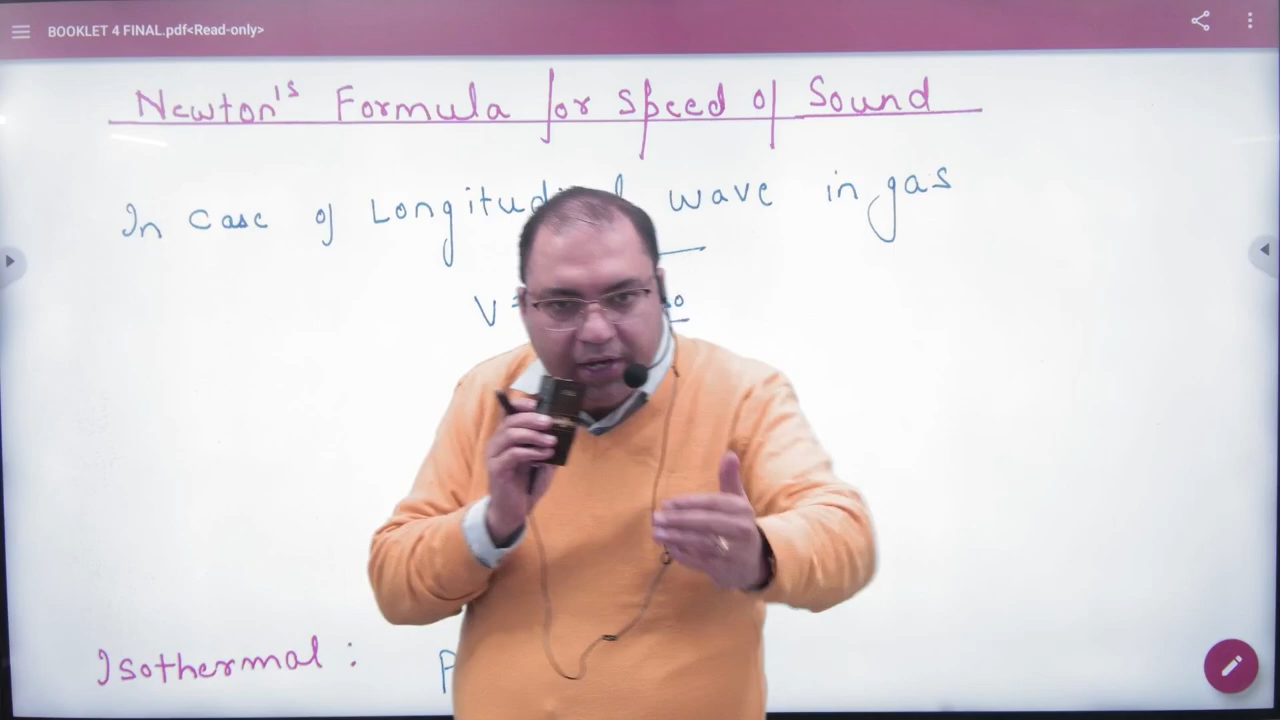 BOOKLET 4 FINAL.pdf<Read-only>
Newton's Formula for Speed of Sound
In Case of wave in gas
V
Isothermal : P